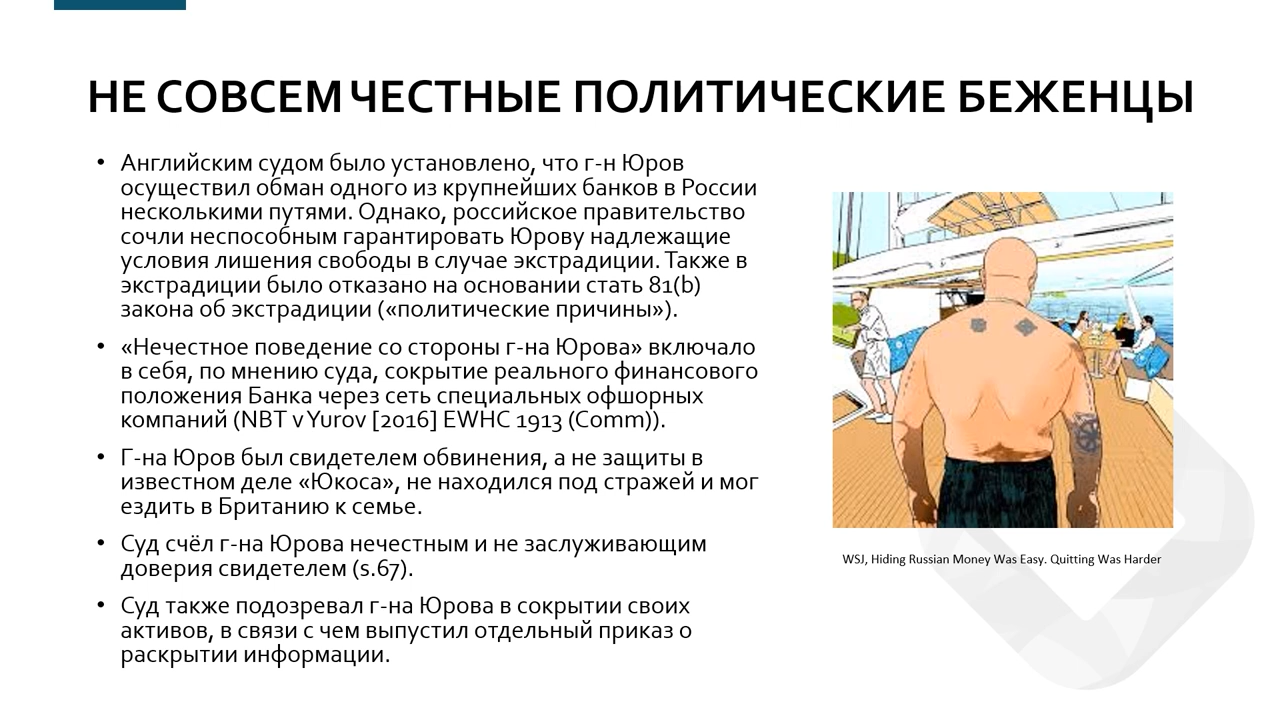 НЕ СОВСЕМ ЧЕСТНЫЕ ПОЛИТИЧЕСКИЕ БЕЖЕНЦЫ
• Английским судом было установлено, что г-н Юров
осуществил обман одного из крупнейших банков в России
несколькими путями. Однако, российское правительство
сочли неспособным гарантировать Юрову надлежащие
условия лишения свободы в случае экстрадиции. Также в
экстрадиции было отказано на основании стать 81(b)
закона об экстрадиции («политические причины»).
• «Нечестное поведение со стороны г-на Юрова» включало
в себя, по мнению суда, сокрытие реального финансового
положения Банка через сеть специальных офшорных
компаний (NBT v Yurov [2016] EWHC 1913 (Comm)).
• Г-на Юров был свидетелем обвинения, а не защиты в
известном деле «Юкоса», не находился под стражей и мог
ездить в Британию к семье.
• Суд счёл г-на Юрова нечестным и не заслуживающим
доверия свидетелем (s.67).
• Суд также подозревал г-на Юрова в сокрытии своих
активов, в связи с чем выпустил отдельный приказ о
раскрытии информации.
WSJ, Hiding Russian Money Was Easy. Quitting Was Harder